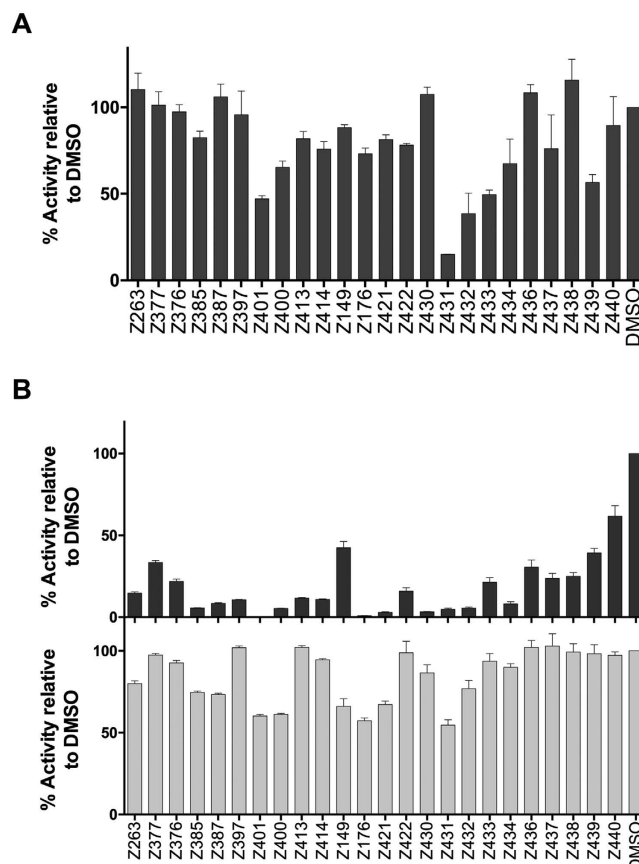 A
% Activity relative
to DMSO
100
50
0
Z263
Z377
Z376
Z385
Z387
Z397
Z401
Z400
Z413
Z414
Z149
Z176
Z421
Z422
Z430
Z431
Z432
Z433
Z434
Z436
Z437
Z438
Z439
Z440
DMSO
B
% Activity relative
to DMSO
100
50
0
% Activity relative
to DMSO
100
50
0
Z263
Z377
Z376
Z385
Z387
Z397
Z401
Z400
Z413
Z414
Z149
Z176
Z421
Z422
Z430
Z431
Z432
Z433
Z434
Z436
Z437
Z438
Z439
Z440
DMSO